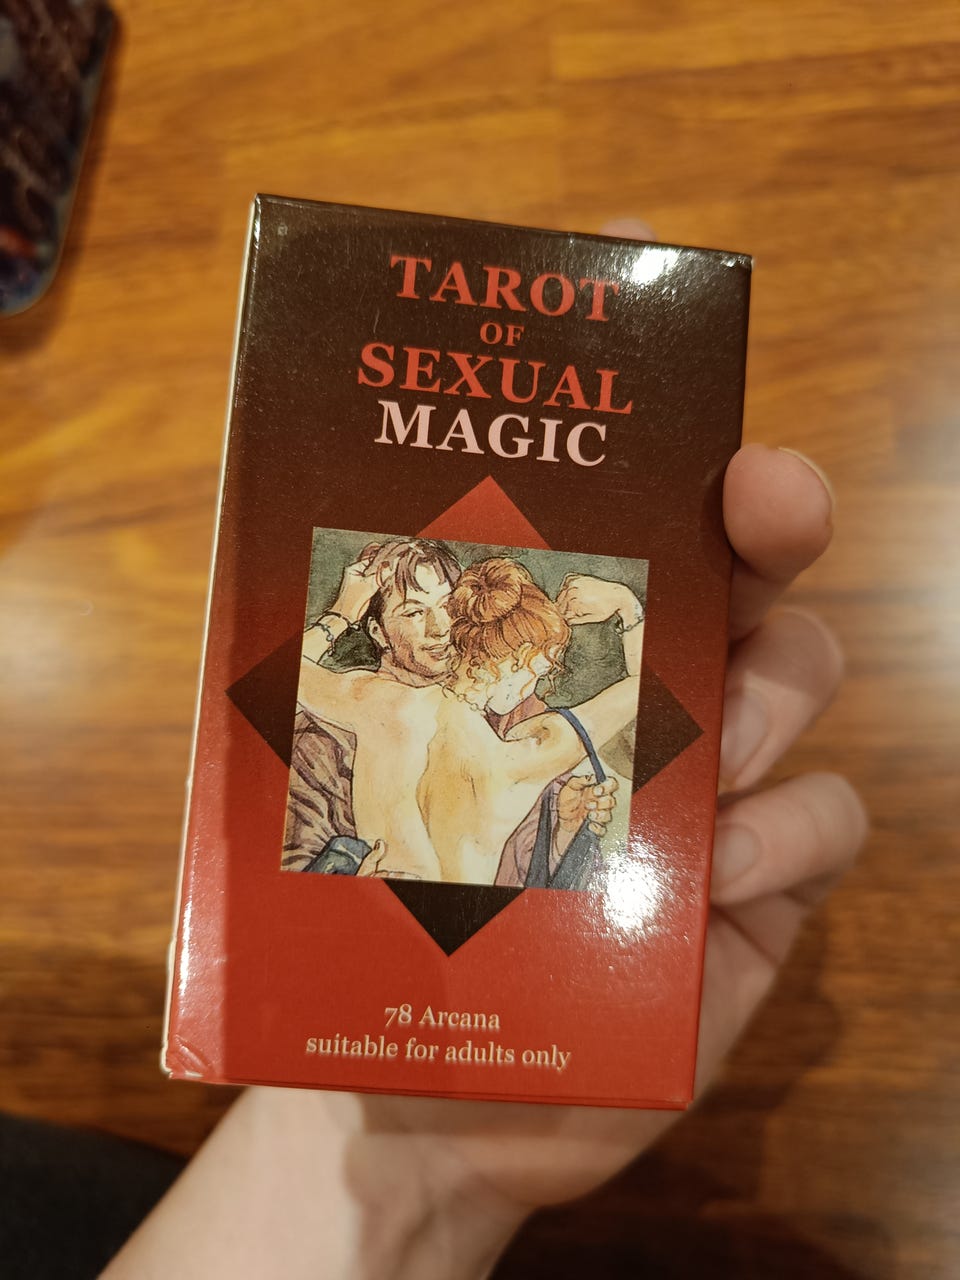 TAROT
OF
SEXUAL
MAGIC
78 Arcana
suitable for adults only